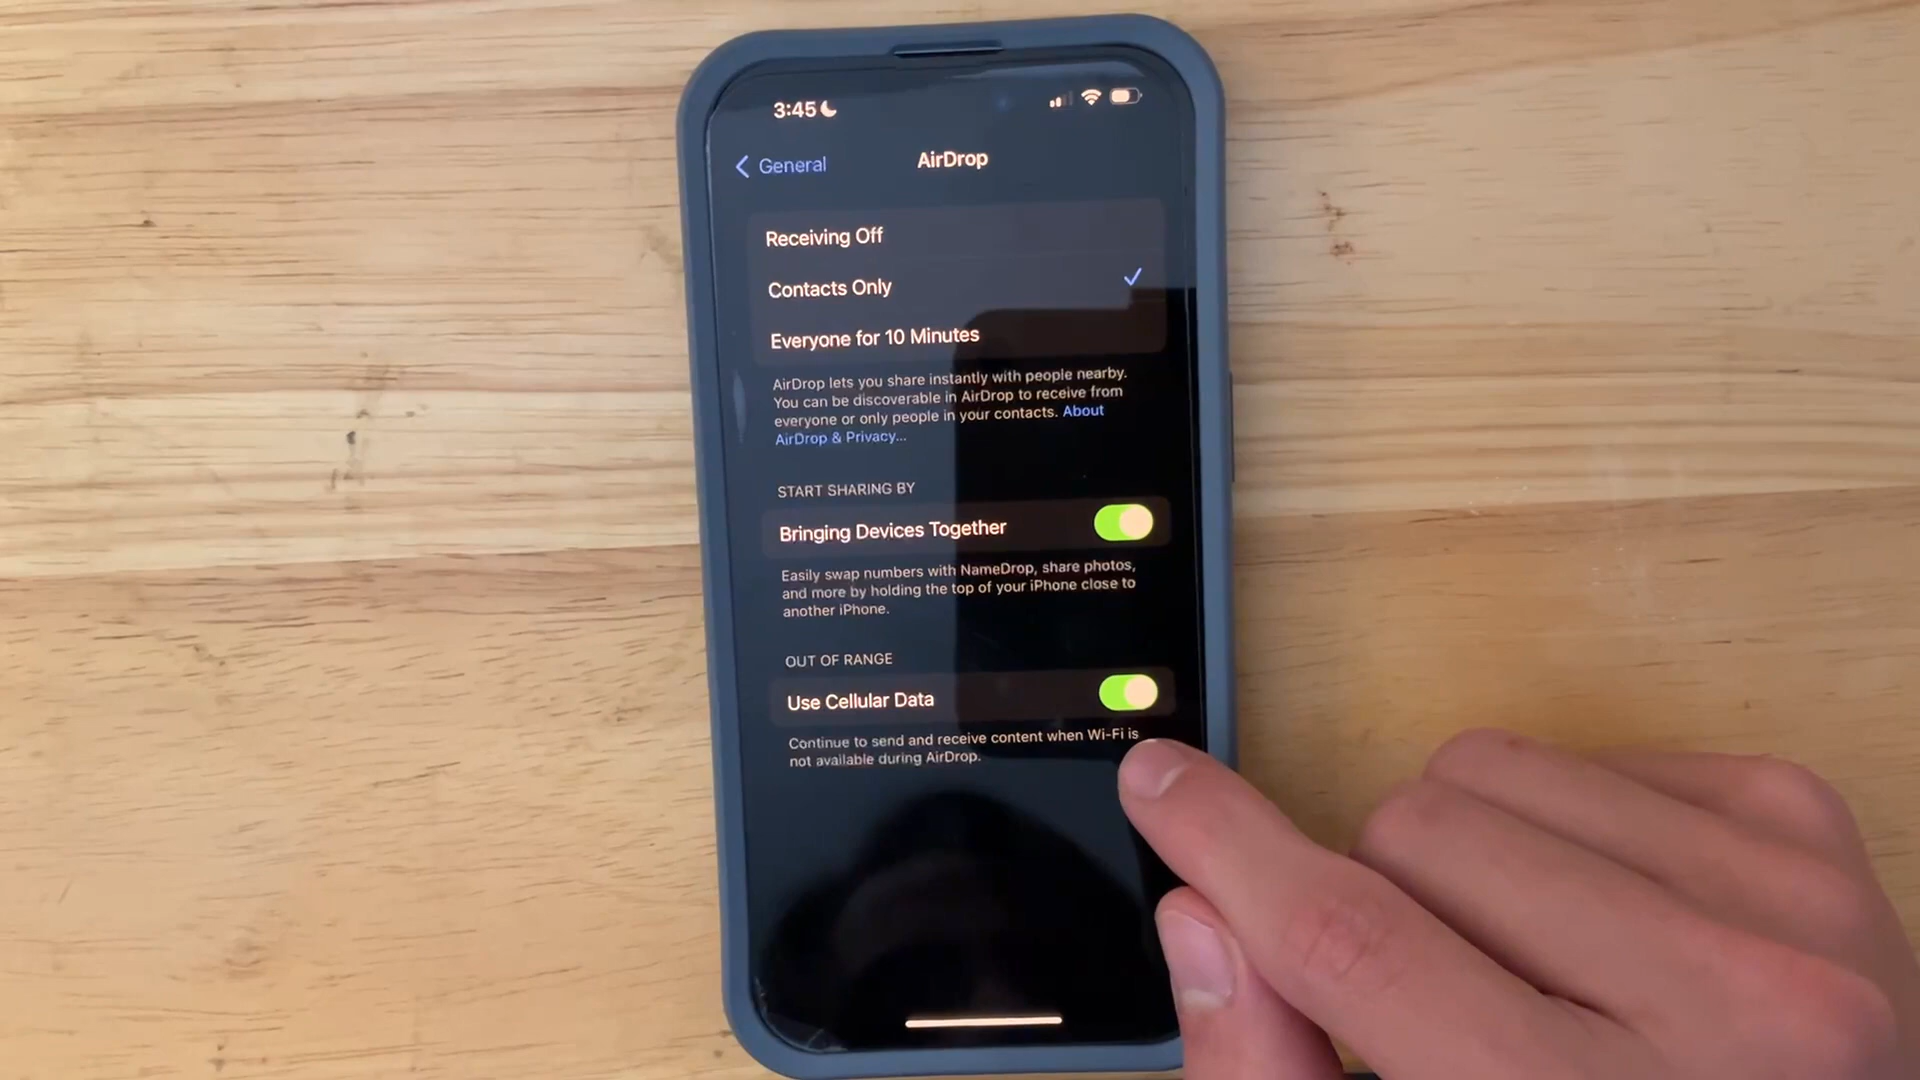 3:45
General
AirDrop
Receiving Off
Contacts Only
Everyone for 10 Minutes
AirDrop lets you share instantly with people nearby.
You can be discoverable in AirDrop to receive from
everyone or only people in your contacts. About
AirDrop & Privacy...
START SHARING BY
Bringing Devices Together
Easily swap numbers with NameDrop, share photos,
and more by holding the top of your iPhone close to
another iPhone.
OUT OF RANGE
Use Cellular Data
Continue to send and receive content when Wi-Fi is
not available during AirDrop.